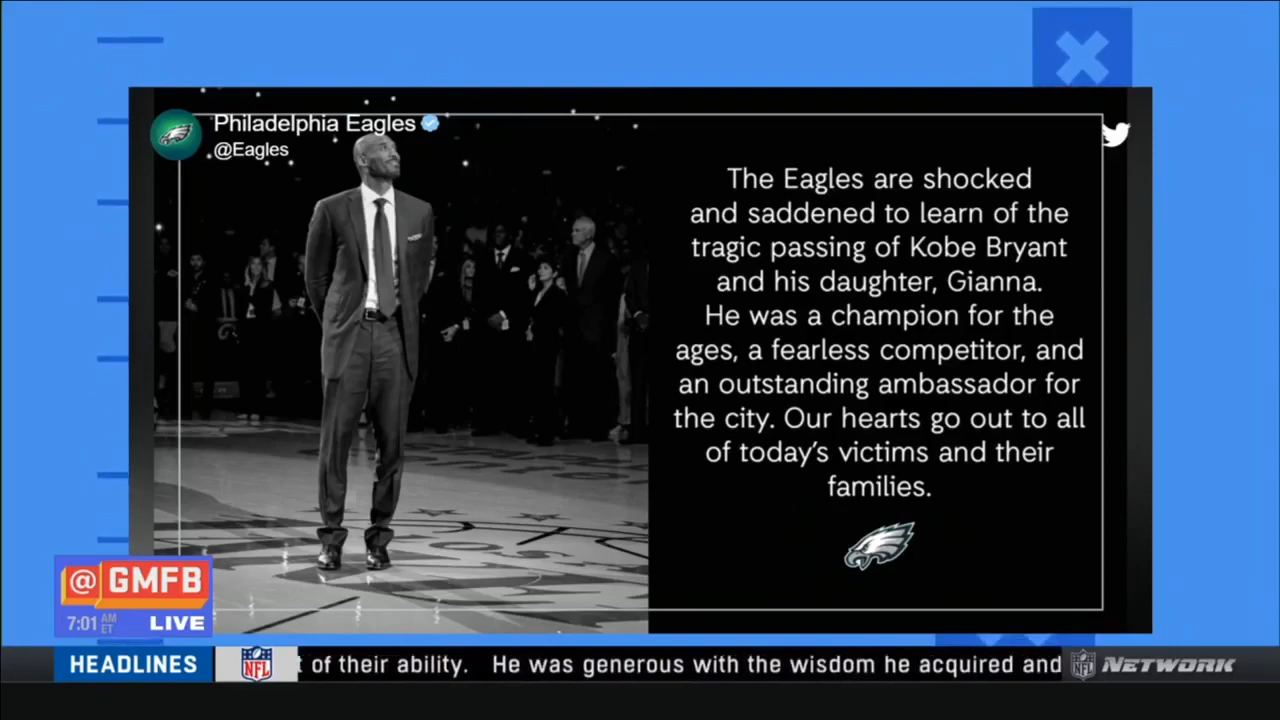 Philadelphia Eagles
@Eagles
The Eagles are shocked
and saddened to learn of the
tragic passing of Kobe Bryant
and his daughter, Gianna.
He was a champion for the
ages, a fearless competitor, and
an outstanding ambassador for
the city. Our hearts go out to all
of today's victims and their
families.
@ GMFB
7:01 AM ET LIVE
HEADLINES NFL of their ability. He was generous with the wisdom he acquired and NFL NETWORK